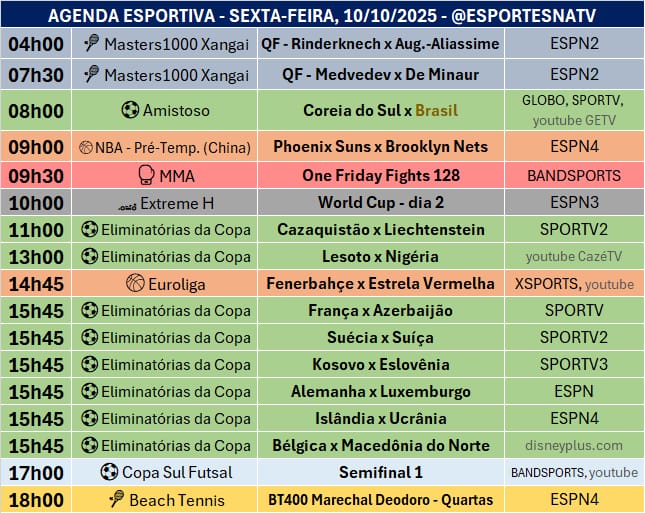 AGENDA ESPORTIVA - SEXTA-FEIRA, 10/10/2025 - @ESPORTESNATV
04h00 Masters1000 Xangai QF - Rinderknech x Aug.-Aliassime ESPN2
07h30 Masters1000 Xangai QF - Medvedev x De Minaur ESPN2
08h00 Amistoso Coreia do Sul x Brasil GLOBO, SPORTV,
youtube GETV
09h00 NBA - Pré-Temp. (China) Phoenix Suns x Brooklyn Nets ESPN4
09h30 MMA One Friday Fights 128 BANDSPORTS
10h00 Extreme H World Cup - dia 2 ESPN3
11h00 Eliminatórias da Copa Cazaquistão x Liechtenstein SPORTV2
13h00 Eliminatórias da Copa Lesoto x Nigéria youtube CazéTV
14h45 Euroliga Fenerbahçe x Estrela Vermelha XSPORTS, youtube
15h45 Eliminatórias da Copa França x Azerbaijão SPORTV
15h45 Eliminatórias da Copa Suécia x Suíça SPORTV2
15h45 Eliminatórias da Copa Kosovo x Eslovênia SPORTV3
15h45 Eliminatórias da Copa Alemanha x Luxemburgo ESPN
15h45 Eliminatórias da Copa Islândia x Ucrânia ESPN4
15h45 Eliminatórias da Copa Bélgica x Macedônia do Norte disneyplus.com
17h00 Copa Sul Futsal Semifinal 1 BANDSPORTS, youtube
18h00 Beach Tennis BT400 Marechal Deodoro - Quartas ESPN4